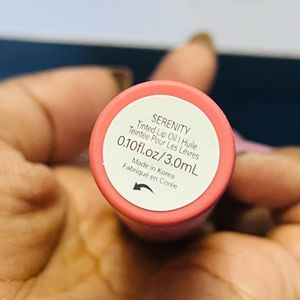 SERENITY
Tinted Lip Oil | Huile
Teintée Pour Les Lèvres
0.10fl.oz/3.0mL
Made in Korea
Fabriqué en Corée